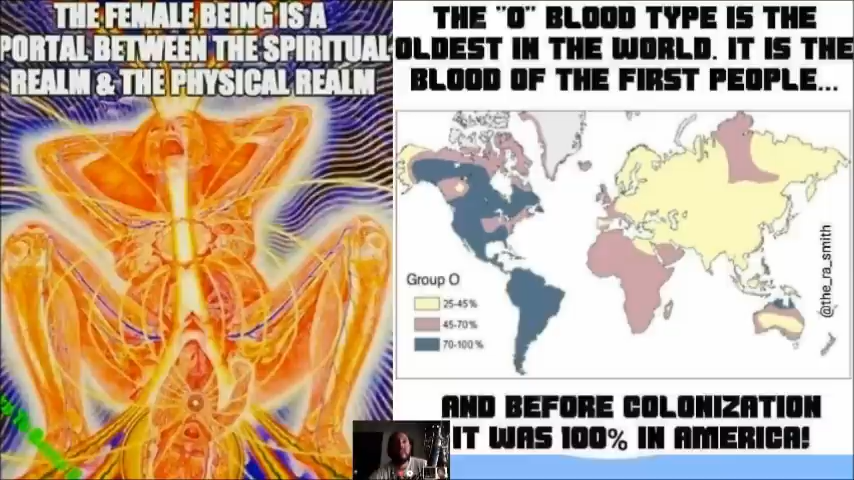 THE FEMALE BEING IS A
PORTAL BETWEEN THE SPIRITUAL
REALM & THE PHYSICAL REALM
THE "O" BLOOD TYPE IS THE
OLDEST IN THE WORLD. IT IS THE
BLOOD OF THE FIRST PEOPLE...
Group O
25-45%
45-70%
70-100%
@the_ra_smith
AND BEFORE COLONIZATION
IT WAS 100% IN AMERICA!